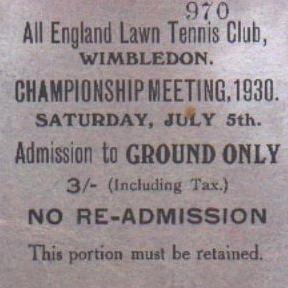 970
All England Lawn Tennis Club,
WIMBLEDON.
CHAMPIONSHIP MEETING, 1930.
SATURDAY, JULY 5th.
Admission to GROUND ONLY
3/- (Including Tax.)
NO RE-ADMISSION
This portion must be retained.